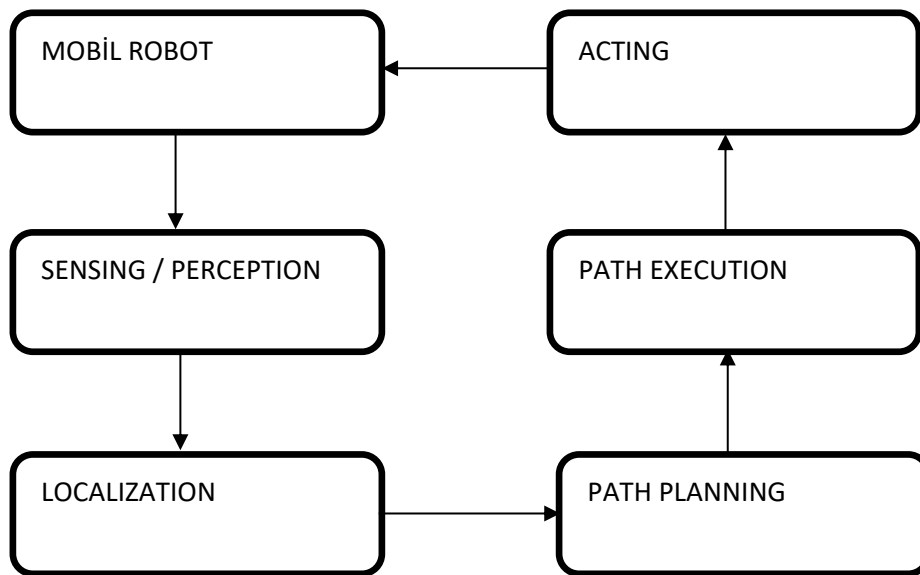 MOBİL ROBOT
ACTING
SENSING / PERCEPTION
PATH EXECUTION
LOCALIZATION
PATH PLANNING